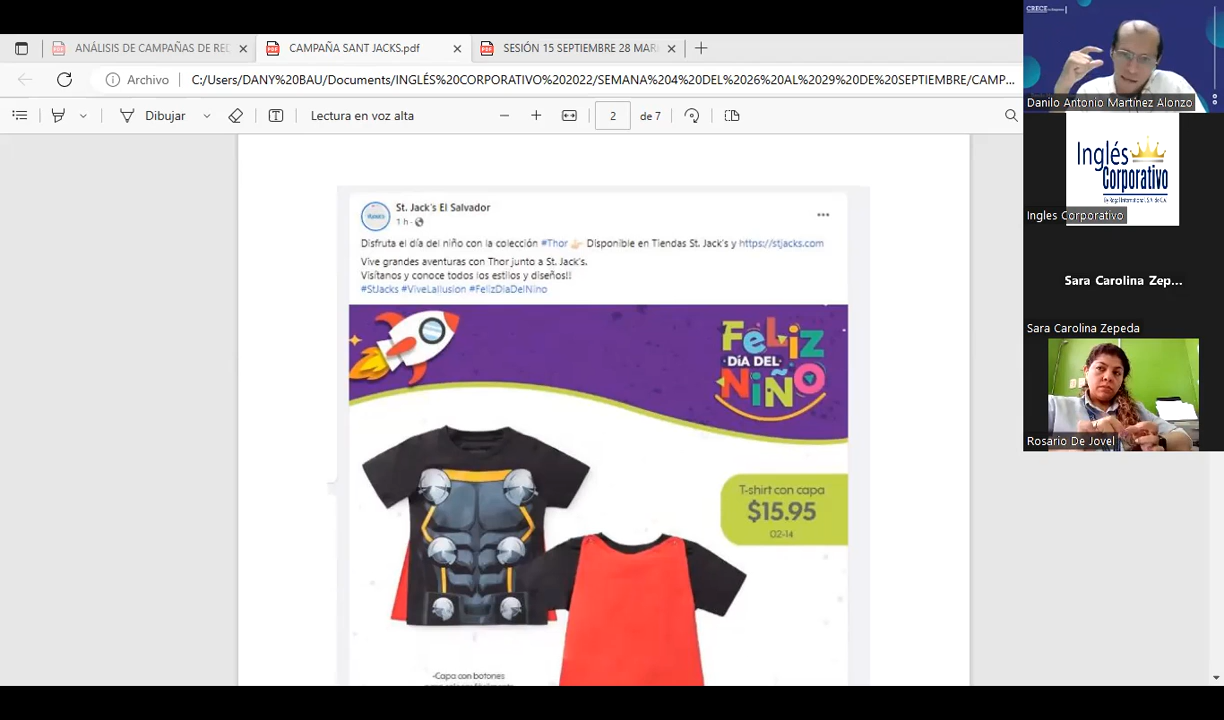 ANÁLISIS DE CAMPAÑAS DE RE
CAMPAÑA SANT JACKS.pdf
SESIÓN 15 SEPTIEMBRE 28 MAR
Archivo
C:/Users/DANY%20BAU/Documents/INGLÉS%20CORPORATIVO%202022/SEMANA%204%20DEL%2026%20AL%2029%20DE%20SEPTIEMBRE/CAMP...
Dibujar
Lectura en voz alta
2
de 7
St. Jack's El Salvador
1 h
Disfruta el día del niño con la colección #Thor Disponible en Tiendas St. Jack's y https://stjacks.com
Vive grandes aventuras con Thor junto a St. Jack's.
Visítanos y conoce todos los estilos y diseños!!
#StJacks #ViveLaIlusion #FelizDiaDelNino
FELIZ
DÍA DEL
NIÑO
T-shirt con capa
$15.95
02-14
-Capa con botones
CRECE
Danilo Antonio Martínez Alonzo
Inglés
Corporativo
Ingles Corporativo
Sara Carolina Zep...
Sara Carolina Zepeda
Rosario De Jovel